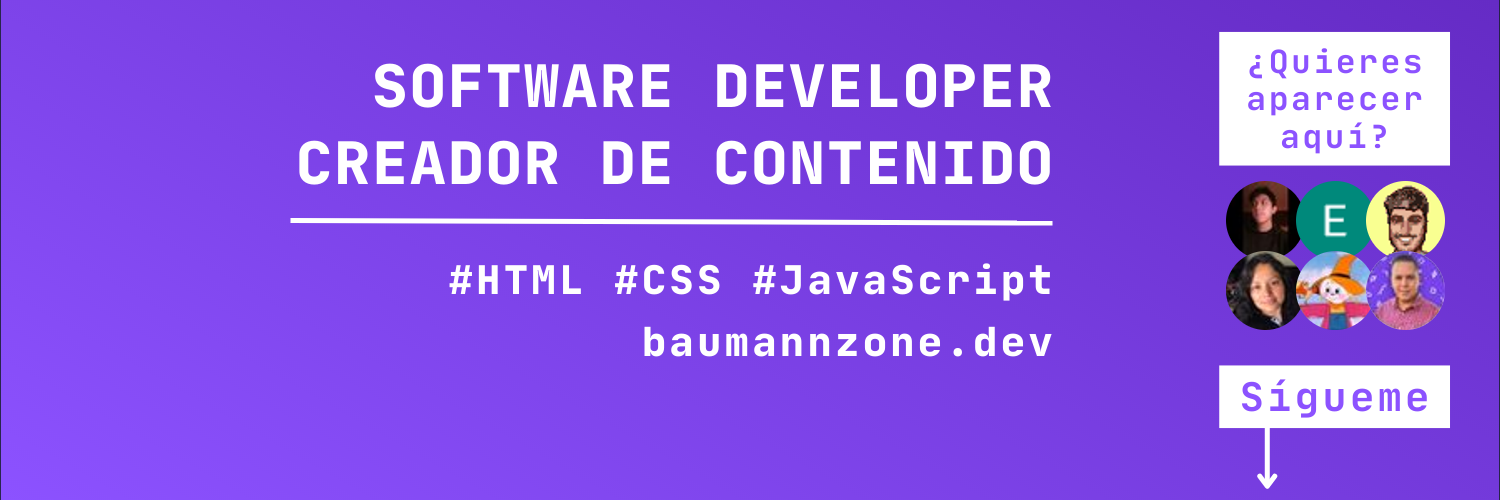 SOFTWARE DEVELOPER
CREADOR DE CONTENIDO
#HTML #CSS #JavaScript
baumannzone.dev
¿Quieres
aparecer
aquí?
E
Sígueme